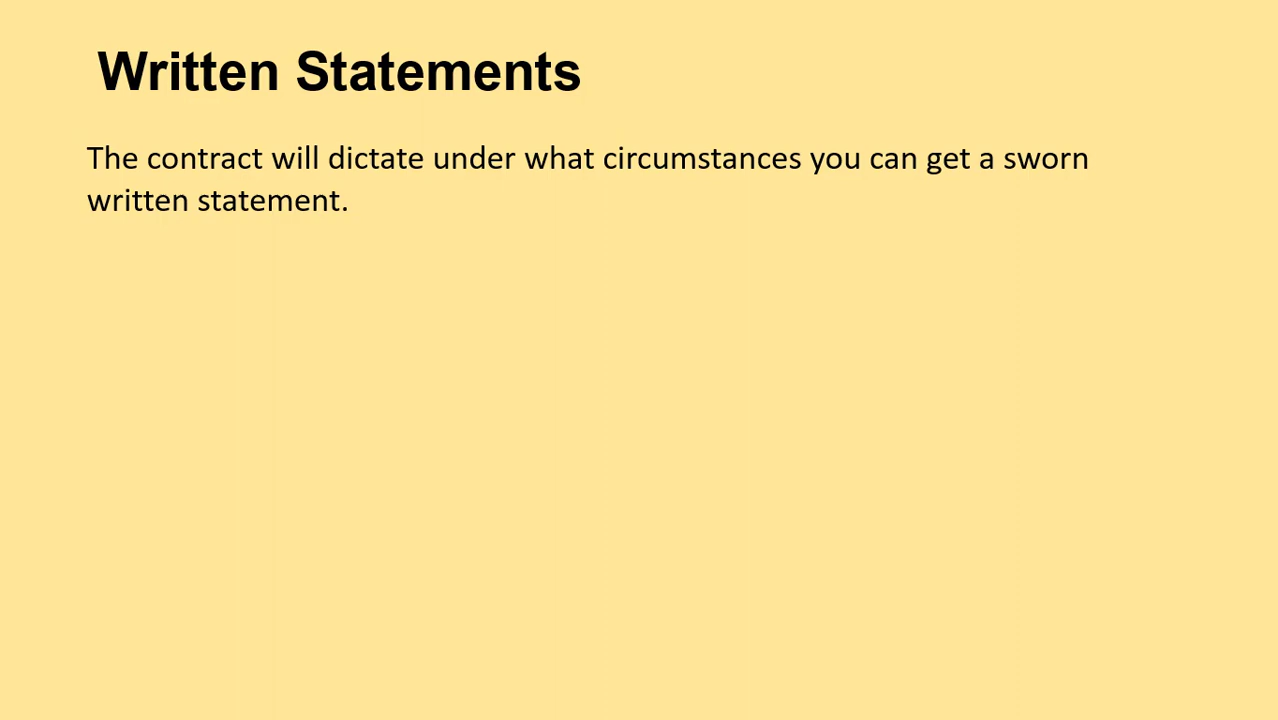 Written Statements
The contract will dictate under what circumstances you can get a sworn
written statement.